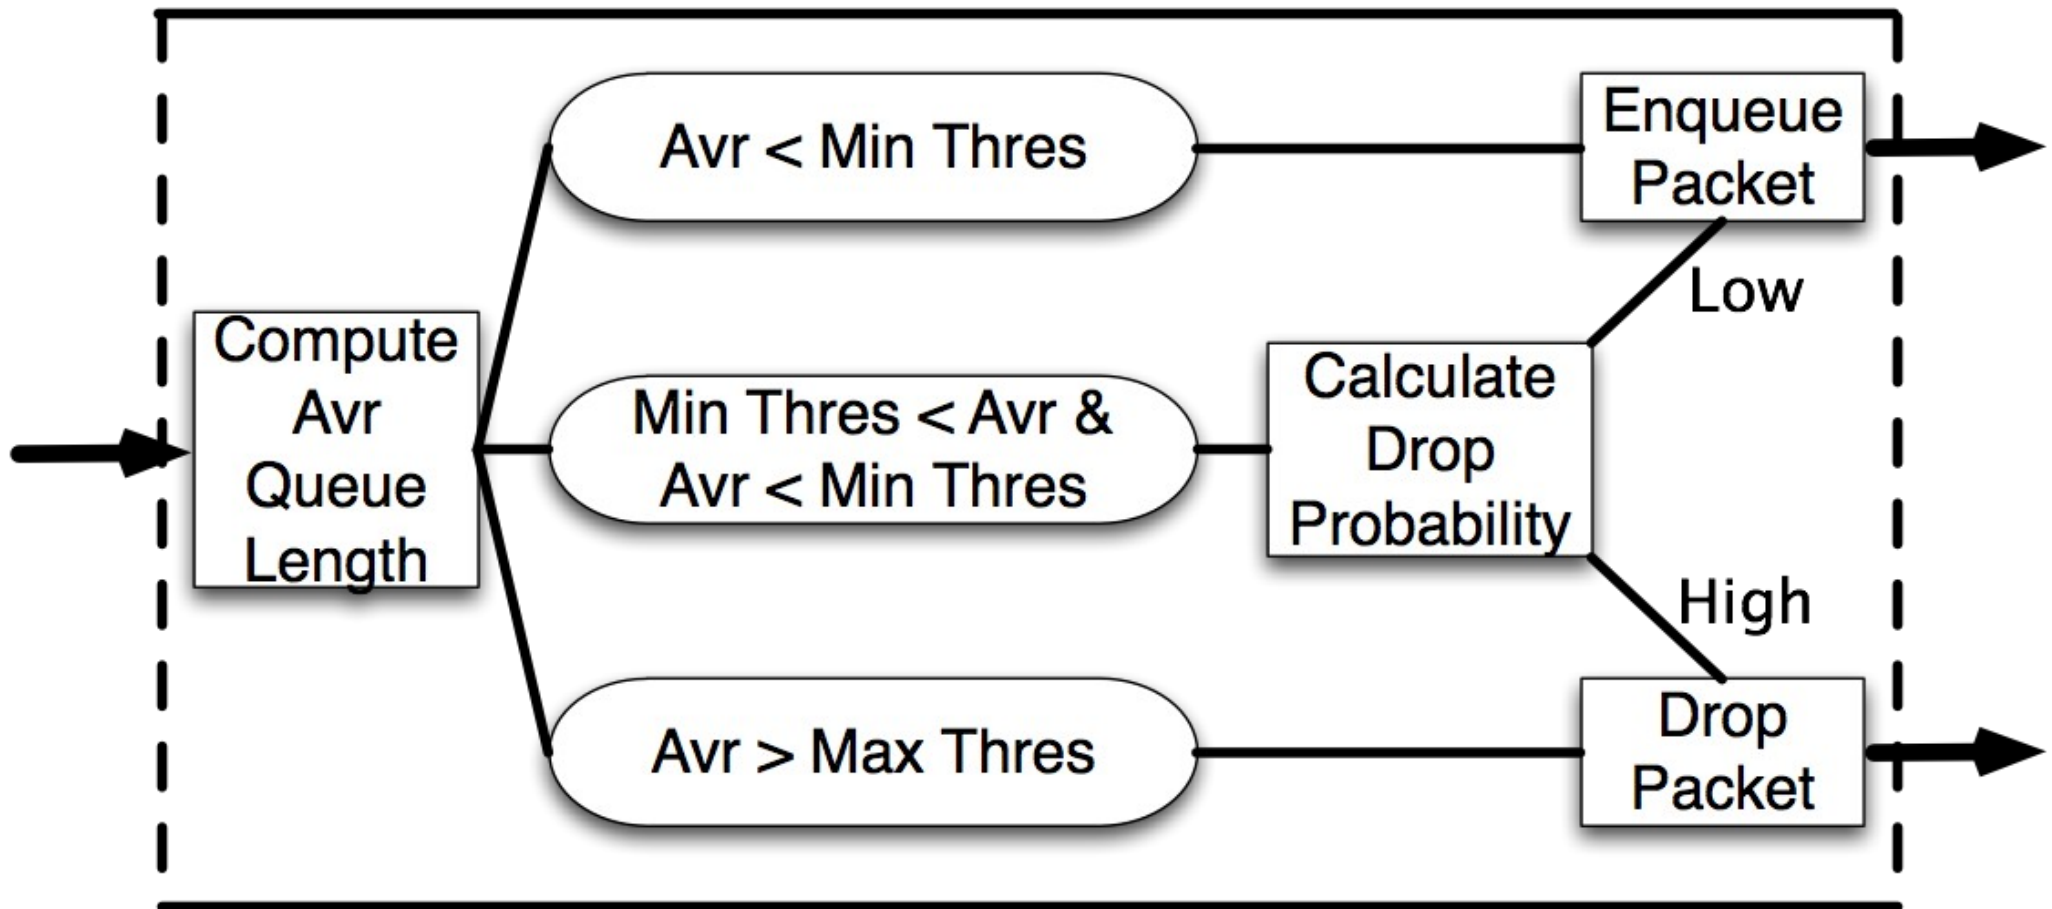 Avr < Min Thres
Enqueue
Packet
Low
Compute
Avr
Queue
Length
Min Thres < Avr &
Avr < Min Thres
Calculate
Drop
Probability
High
Avr > Max Thres
Drop
Packet